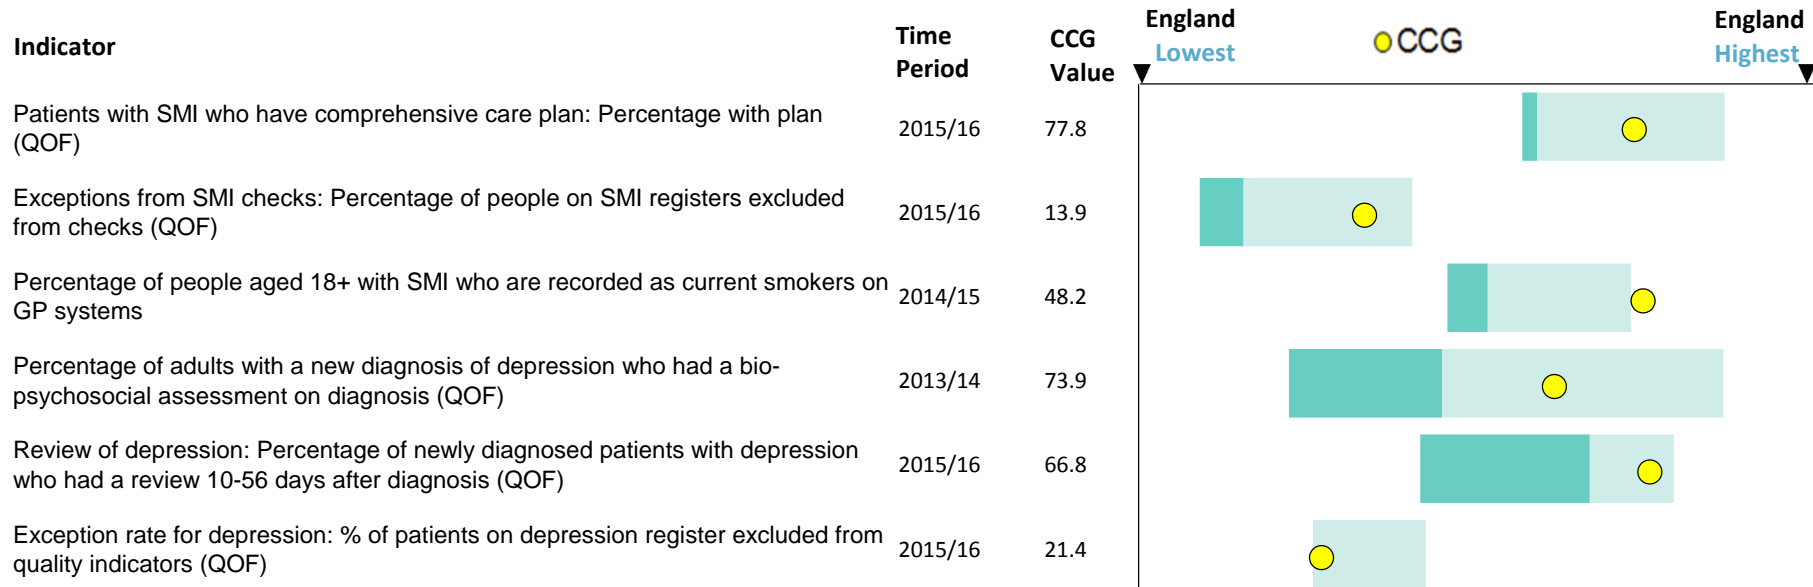 Indicator
Time
Period
CCG
Value
England
Lowest
CCG
England
Highest
Patients with SMI who have comprehensive care plan: Percentage with plan
(QOF)
2015/16
77.8
Exceptions from SMI checks: Percentage of people on SMI registers excluded
from checks (QOF)
2015/16
13.9
Percentage of people aged 18+ with SMI who are recorded as current smokers on
GP systems
2014/15
48.2
Percentage of adults with a new diagnosis of depression who had a bio-
psychosocial assessment on diagnosis (QOF)
2013/14
73.9
Review of depression: Percentage of newly diagnosed patients with depression
who had a review 10-56 days after diagnosis (QOF)
2015/16
66.8
Exception rate for depression: % of patients on depression register excluded from
quality indicators (QOF)
2015/16
21.4